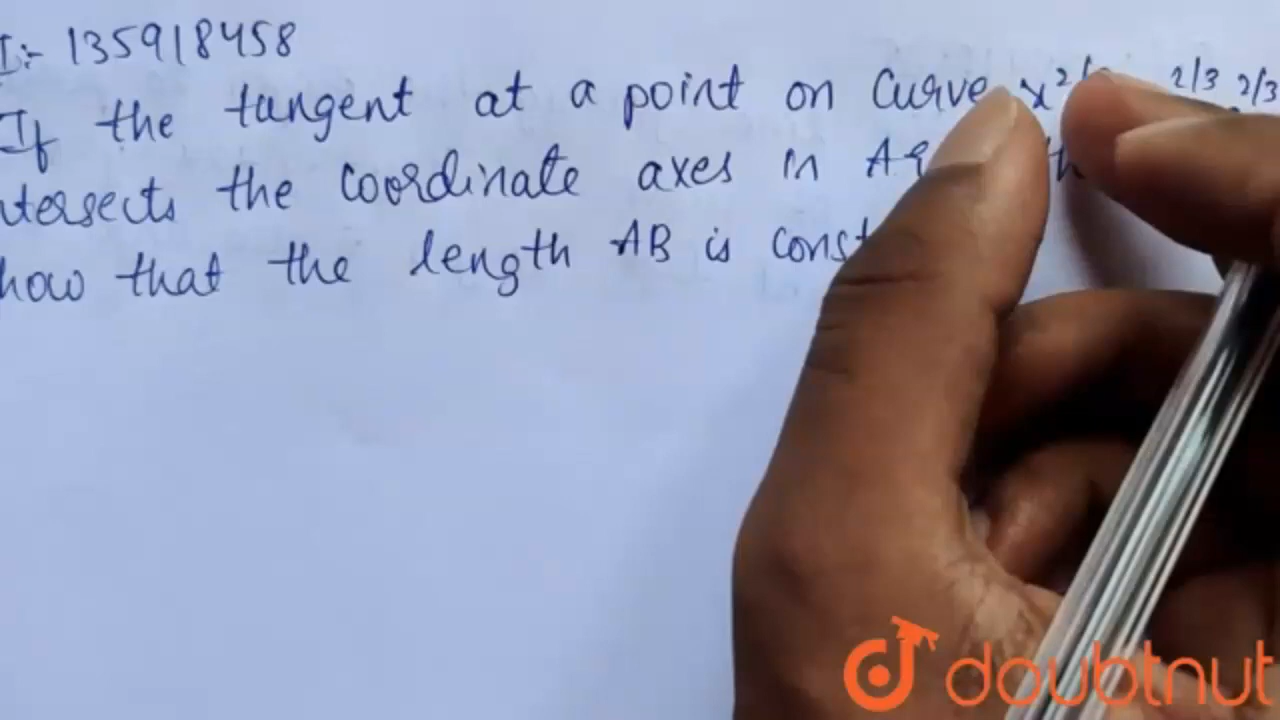 I:- 135918458
If the tangent at a point on Curve x 2/3 2/3
ntersects the coordinate axes in A
how that the length AB is const
doubtnut